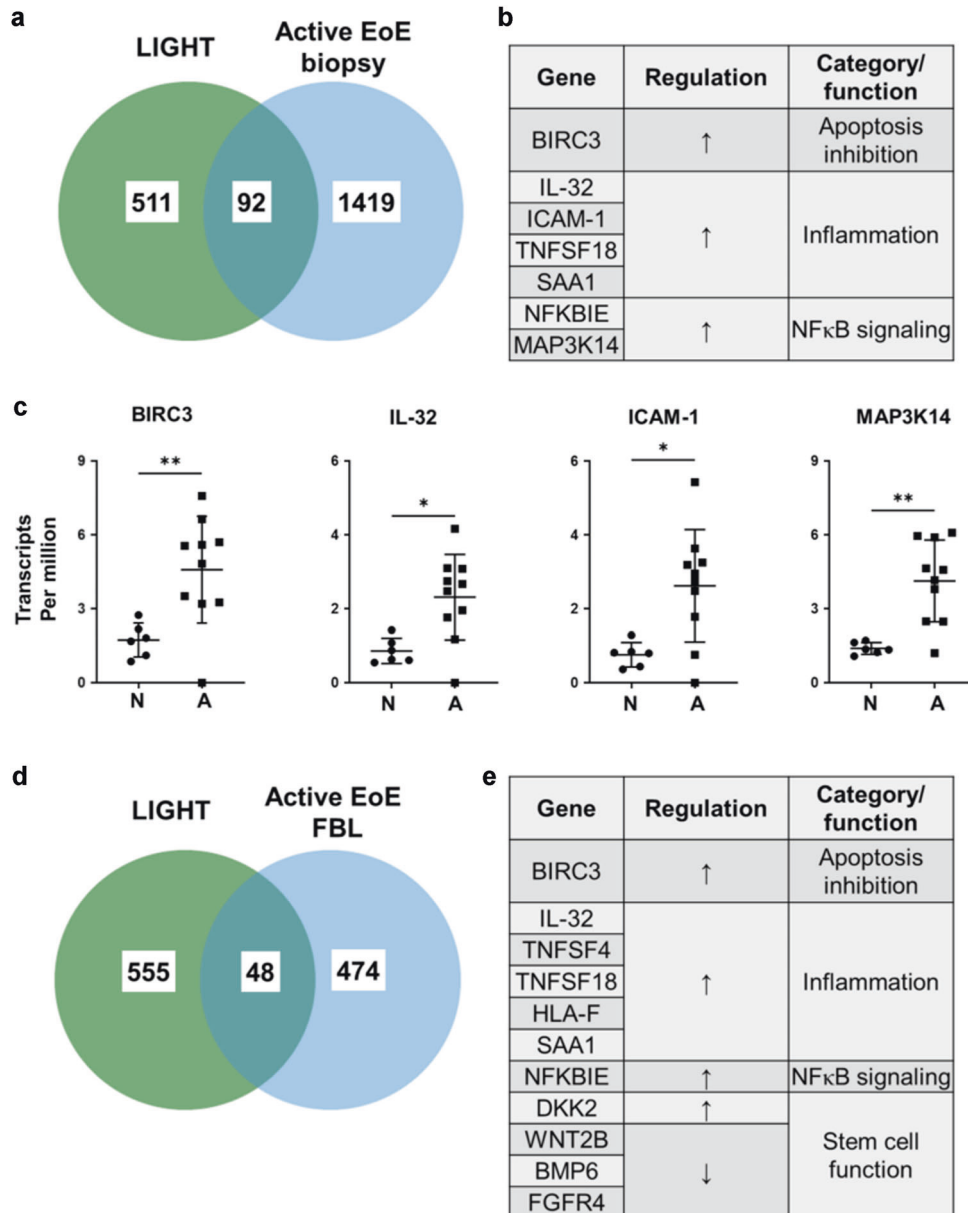 a
LIGHT
Active EoE
biopsy
511
92
1419
b
Gene
Regulation
Category/
function
BIRC3
↑
Apoptosis
inhibition
IL-32
ICAM-1
TNFSF18
SAA1
↑
Inflammation
NFKBIE
MAP3K14
↑
NFκB signaling
c
Transcripts
Per million
BIRC3
9
6
3
0
**
N
A
IL-32
6
4
2
0
*
N
A
ICAM-1
6
4
2
0
*
N
A
MAP3K14
9
6
3
0
**
N
A
d
LIGHT
Active EoE
FBL
555
48
474
e
Gene
Regulation
Category/
function
BIRC3
↑
Apoptosis
inhibition
IL-32
TNFSF4
TNFSF18
HLA-F
SAA1
↑
Inflammation
NFKBIE
↑
NFκB signaling
DKK2
↑
WNT2B
BMP6
FGFR4
↓
Stem cell
function